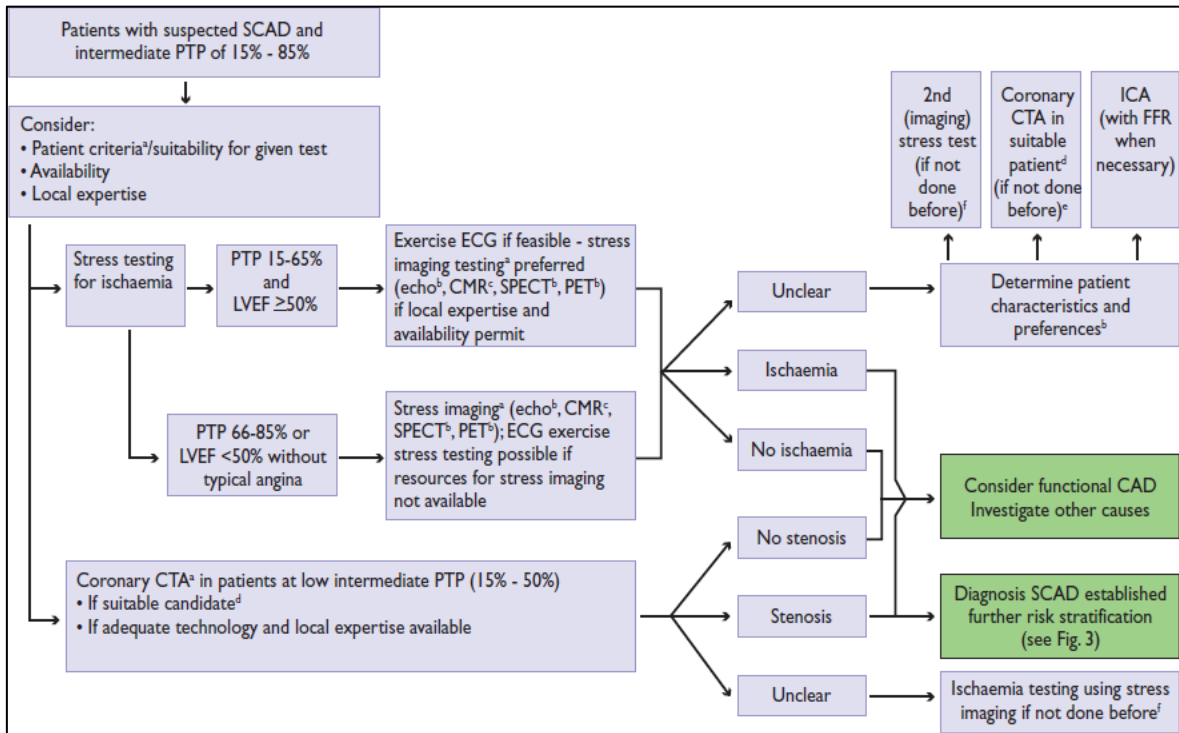 Patients with suspected SCAD and
intermediate PTP of 15% - 85%
Consider:
• Patient criteriaᵃ/suitability for given test
• Availability
• Local expertise
2nd
(imaging)
stress test
(if not
done
before)ᶠ
Coronary
CTA in
suitable
patientᵈ
(if not done
before)ᵉ
ICA
(with FFR
when
necessary)
Stress testing
for ischaemia
PTP 15-65%
and
LVEF ≥50%
Exercise ECG if feasible - stress
imaging testingᵃ preferred
(echoᵇ, CMRᶜ, SPECTᵇ, PETᵇ)
if local expertise and
availability permit
Unclear
Determine patient
characteristics and
preferencesᵇ
Ischaemia
PTP 66-85% or
LVEF <50% without
typical angina
Stress imagingᵃ (echoᵇ, CMRᶜ,
SPECTᵇ, PETᵇ); ECG exercise
stress testing possible if
resources for stress imaging
not available
No ischaemia
Consider functional CAD
Investigate other causes
No stenosis
Coronary CTAᵃ in patients at low intermediate PTP (15% - 50%)
• If suitable candidateᵈ
• If adequate technology and local expertise available
Stenosis
Diagnosis SCAD established
further risk stratification
(see Fig. 3)
Unclear
Ischaemia testing using stress
imaging if not done beforeᶠ